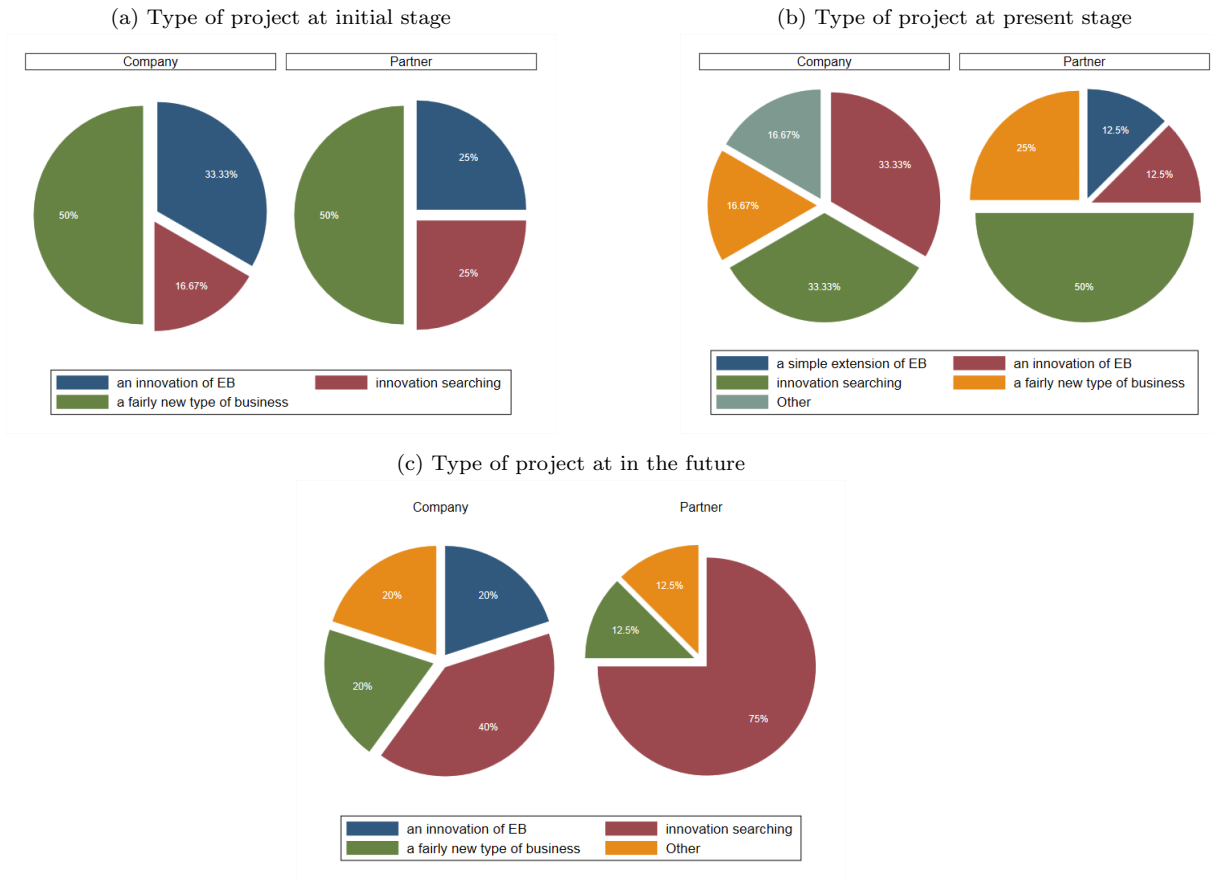 (a) Type of project at initial stage
Company
Partner
33.33%
50%
16.67%
25%
50%
25%
an innovation of EB
innovation searching
a fairly new type of business
(b) Type of project at present stage
Company
Partner
16.67%
33.33%
16.67%
33.33%
12.5%
25%
12.5%
50%
a simple extension of EB
an innovation of EB
innovation searching
a fairly new type of business
Other
(c) Type of project at in the future
Company
Partner
20%
20%
20%
40%
12.5%
12.5%
75%
an innovation of EB
innovation searching
a fairly new type of business
Other